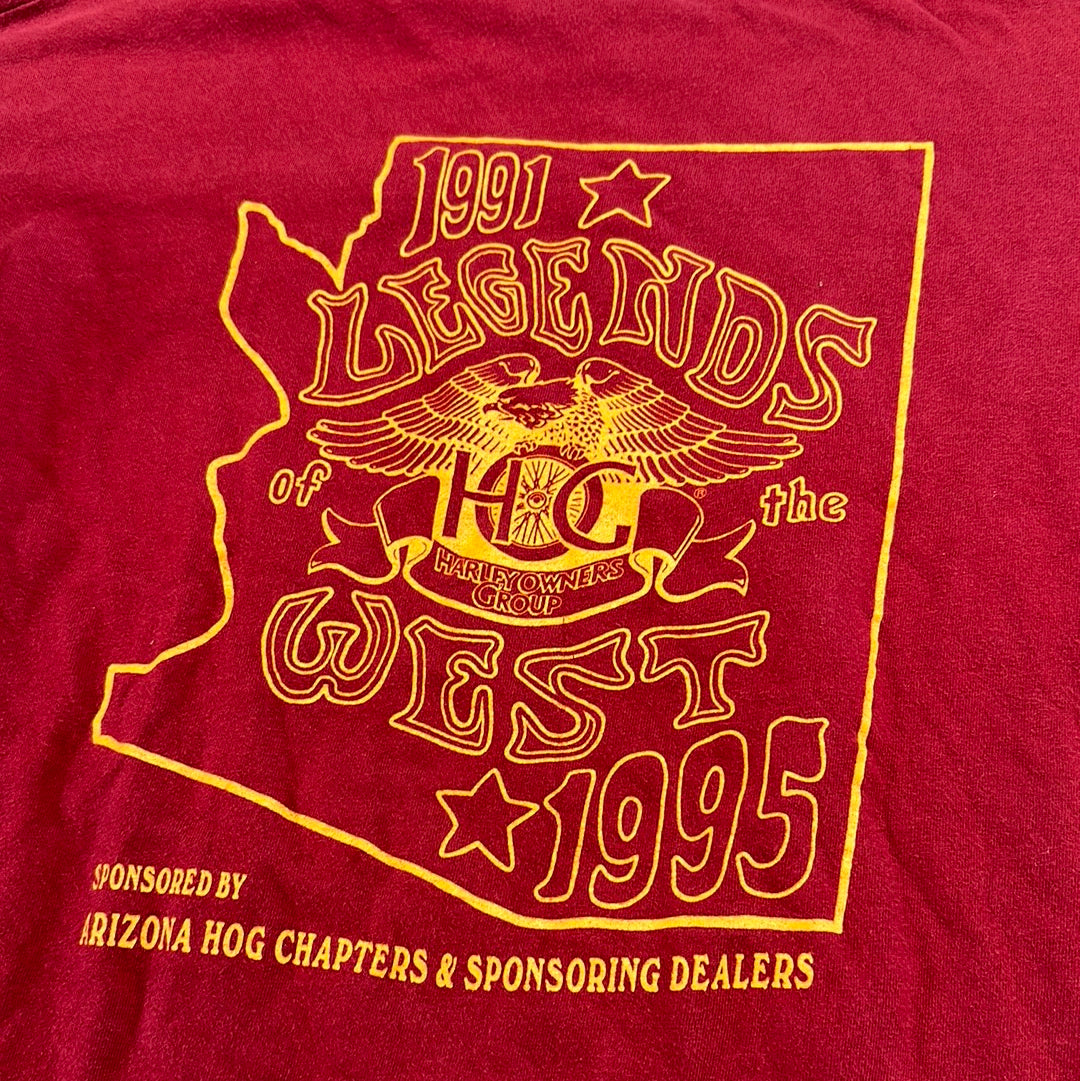 1991
LEGENDS
of the
HOG®
HARLEY OWNERS
GROUP
WEST
1995
SPONSORED BY
ARIZONA HOG CHAPTERS & SPONSORING DEALERS